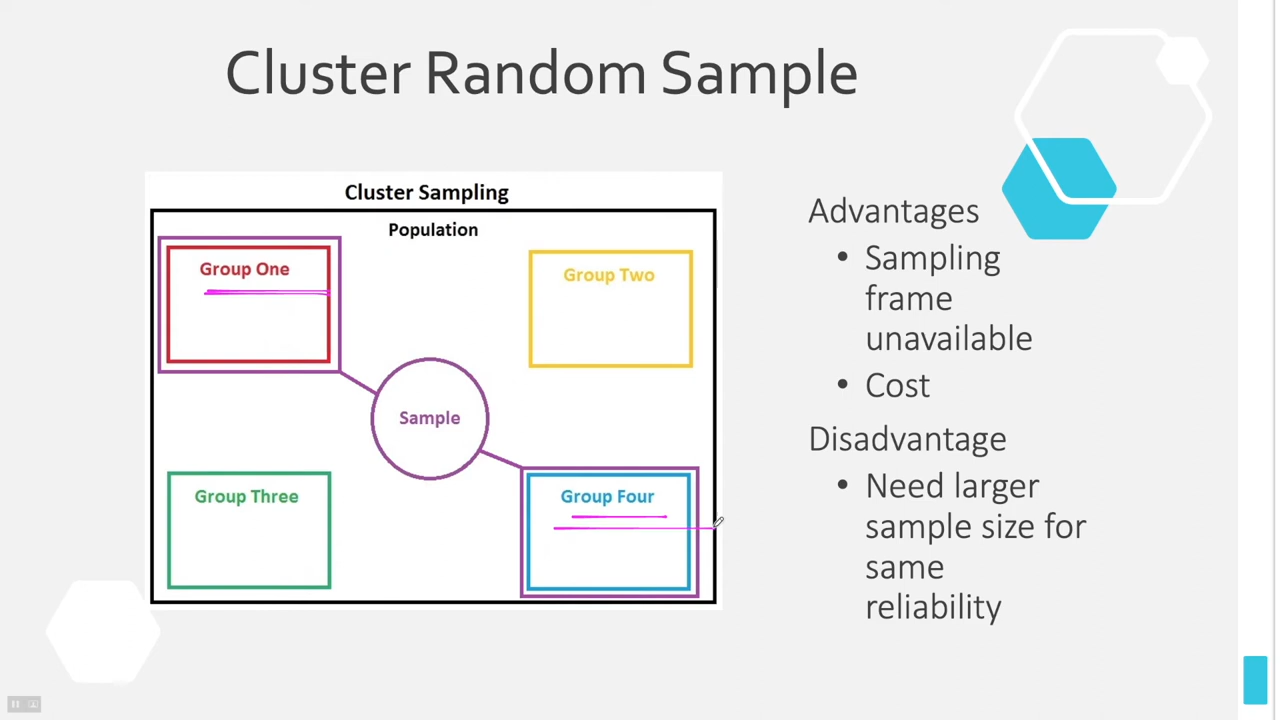 Cluster Random Sample
Cluster Sampling
Population
Group One
Group Two
Sample
Group Three
Group Four
Advantages
• Sampling
frame
unavailable
• Cost
Disadvantage
• Need larger
sample size for
same
reliability